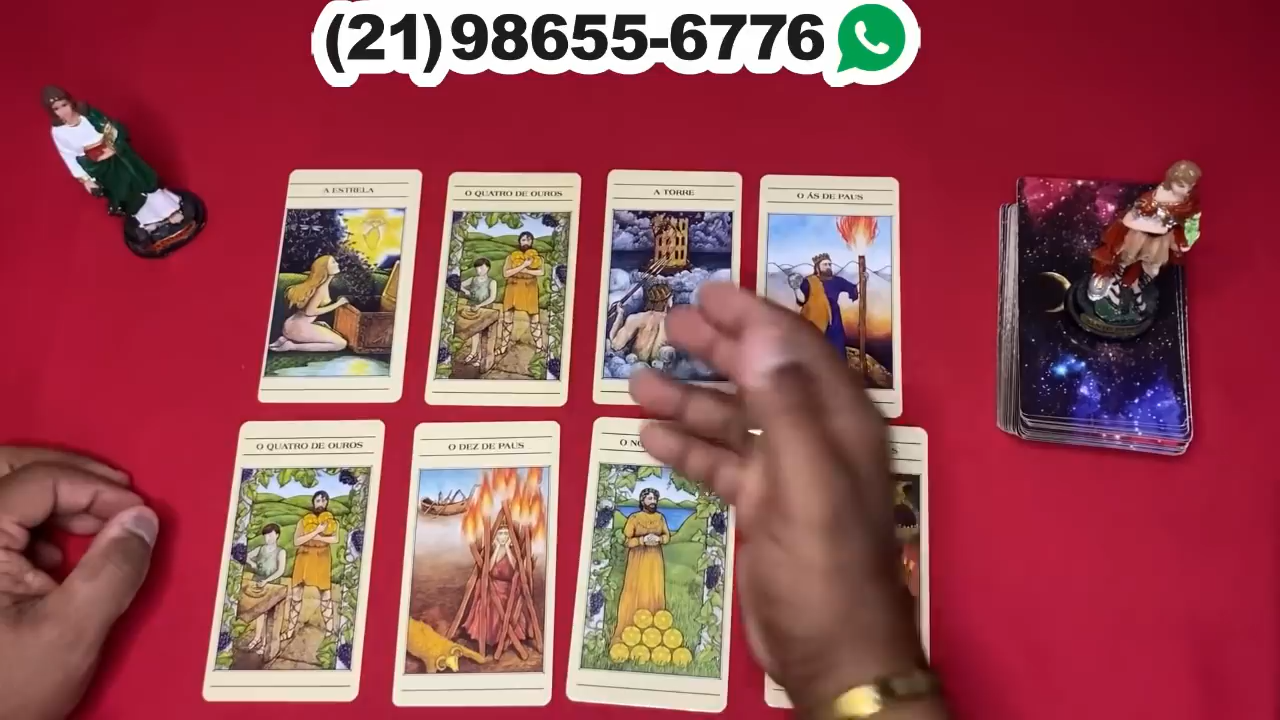 (21)98655-6776
A ESTRELA
O QUATRO DE OUROS
A TORRE
O ÁS DE PAUS
O QUATRO DE OUROS
O DEZ DE PAUS
O